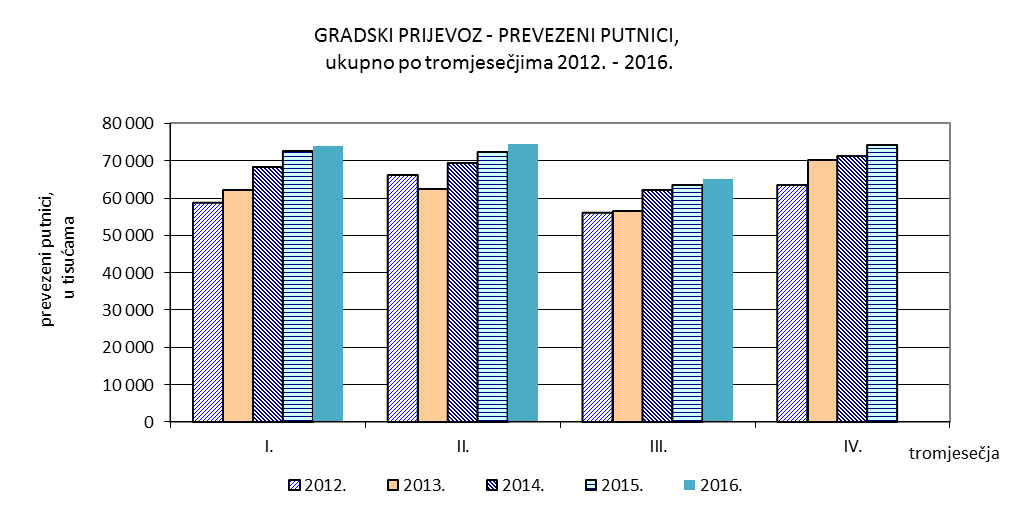 GRADSKI PRIJEVOZ - PREVEZENI PUTNICI,
ukupno po tromjesečjima 2012. - 2016.
prevezeni putnici,
u tisućama
80 000
70 000
60 000
50 000
40 000
30 000
20 000
10 000
0
I. II. III. IV.
tromjesečja
2012. 2013. 2014. 2015. 2016.